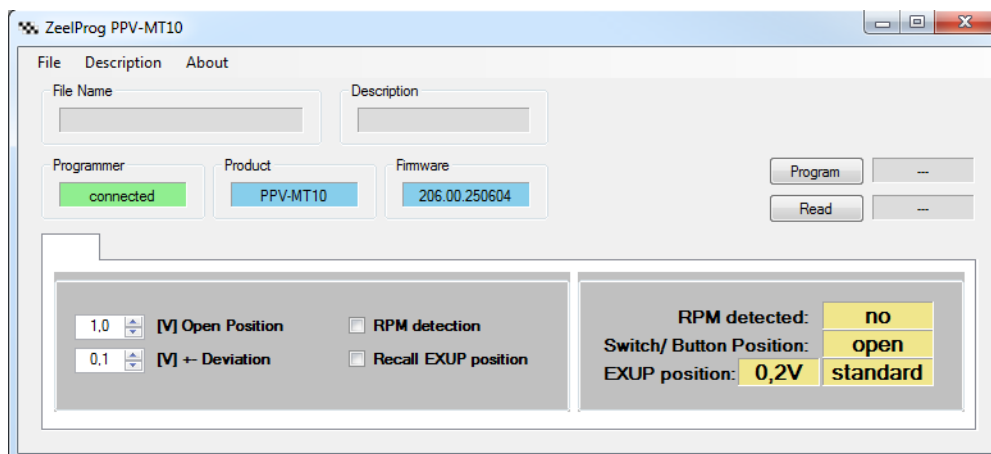 ZeelProg PPV-MT10
File Description About
File Name Description
Programmer Product Firmware
connected PPV-MT10 206.00.250604
Program ---
Read ---
1,0 [V] Open Position RPM detection
0,1 [V] +- Deviation Recall EXUP position
RPM detected: no
Switch/ Button Position: open
EXUP position: 0,2V standard